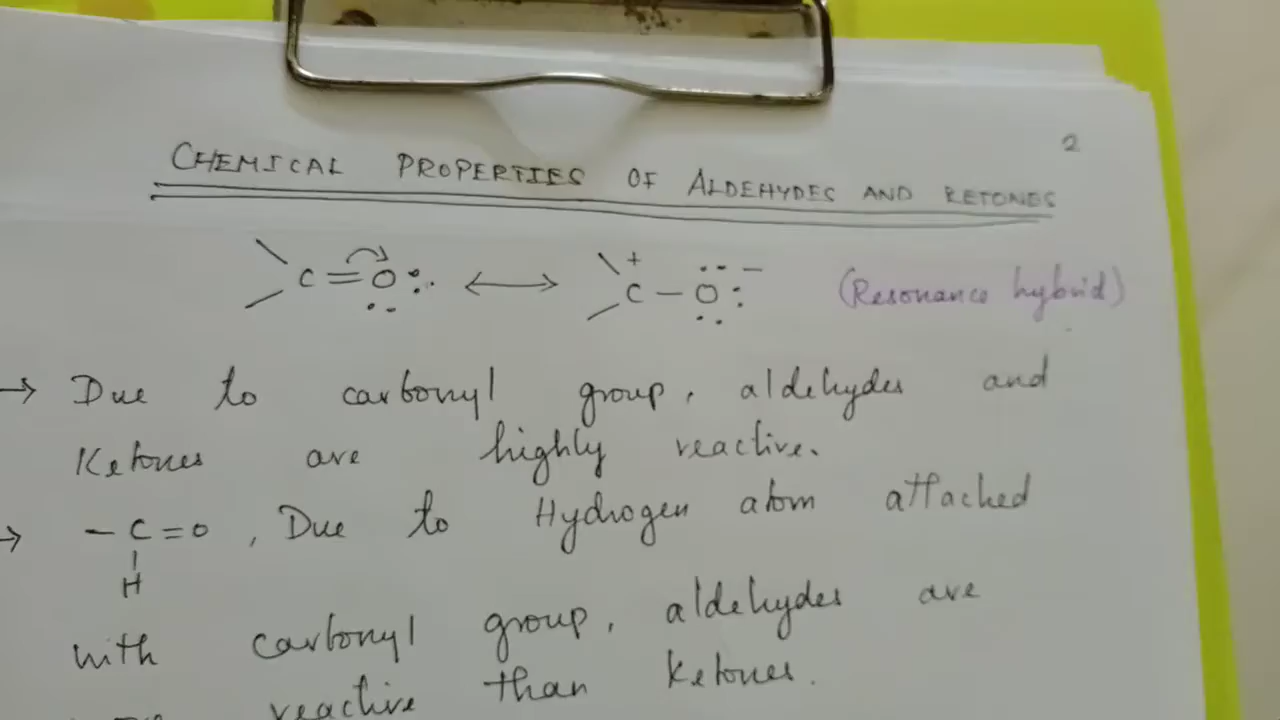 2
CHEMICAL PROPERTIES OF ALDEHYDES AND KETONES
C=O: ⟷ C⁺–O:⁻ (Resonance hybrid)
→ Due to carbonyl group, aldehydes and
Ketones are highly reactive.
→ –C=O, Due to Hydrogen atom attached
H
with carbonyl group, aldehydes are
reactive than ketones.